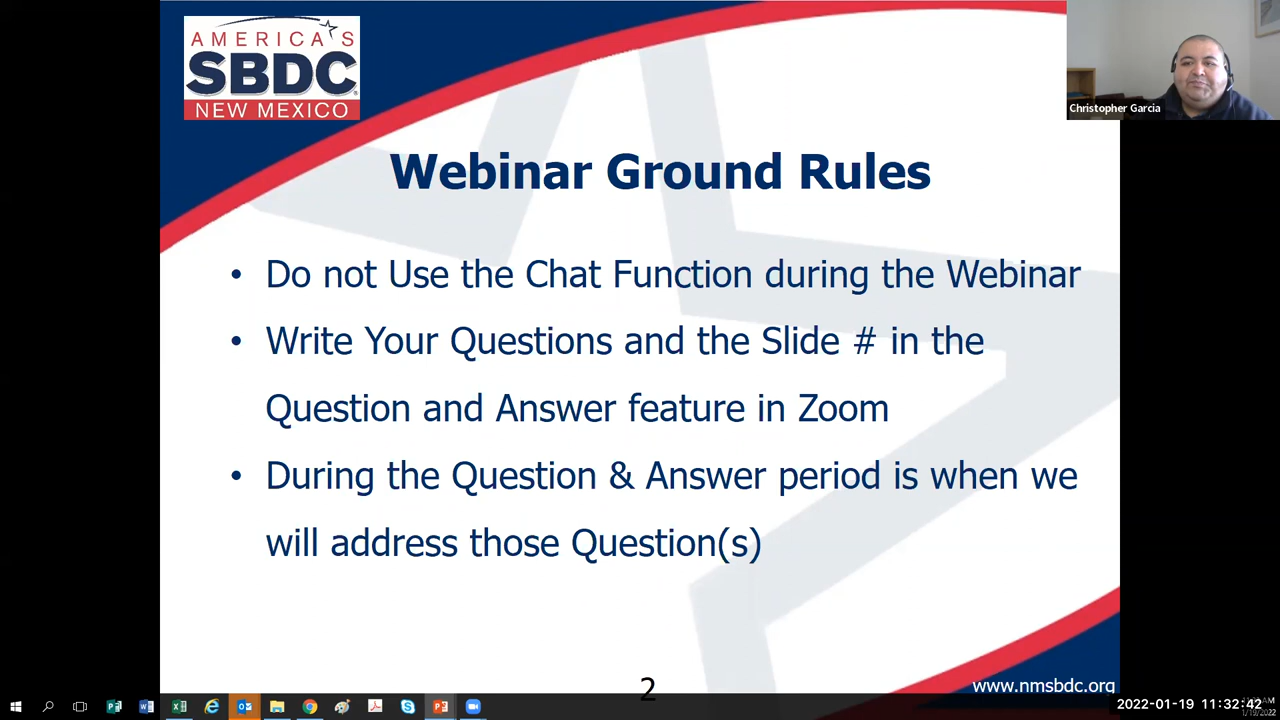 AMERICA'S
SBDC
NEW MEXICO
Christopher Garcia
Webinar Ground Rules
• Do not Use the Chat Function during the Webinar
• Write Your Questions and the Slide # in the
Question and Answer feature in Zoom
• During the Question & Answer period is when we
will address those Question(s)
2
www.nmsbdc.org
2022-01-19 11:32:42